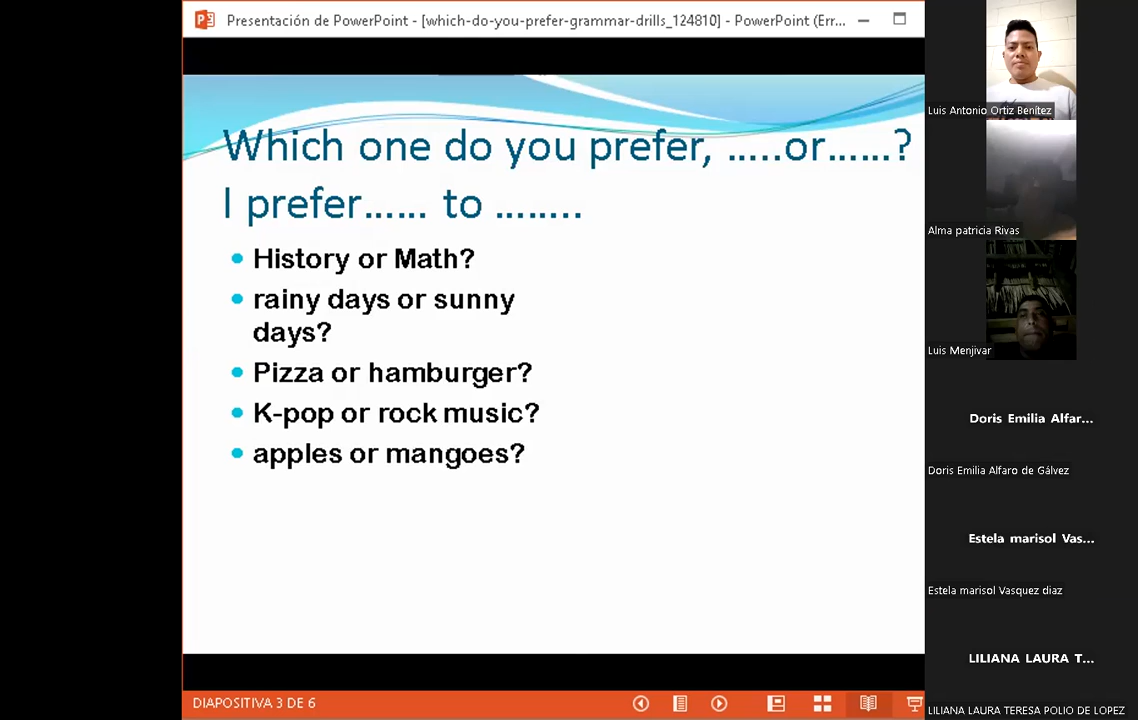 Presentación de PowerPoint - [which-do-you-prefer-grammar-drills_124810] - PowerPoint (Err...
Which one do you prefer, .....or......?
I prefer...... to ........
History or Math?
rainy days or sunny
days?
Pizza or hamburger?
K-pop or rock music?
apples or mangoes?
DIAPOSITIVA 3 DE 6
Luis Antonio Ortiz Benítez
Alma patricia Rivas
Luis Menjivar
Doris Emilia Alfar...
Doris Emilia Alfaro de Gálvez
Estela marisol Vas...
Estela marisol Vasquez diaz
LILIANA LAURA T...
LILIANA LAURA TERESA POLIO DE LOPEZ